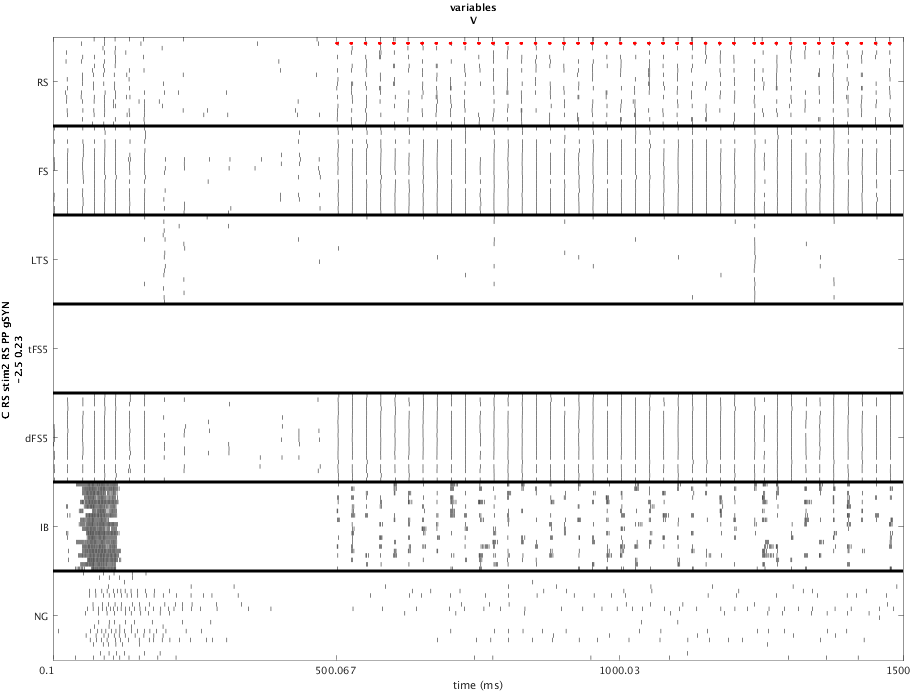 variables
V
RS
FS
LTS
tFS5
dFS5
IB
NG
C RS stim2 RS PP gSYN
-2.5 0.23
0.1
500.067
1000.03
1500
time (ms)